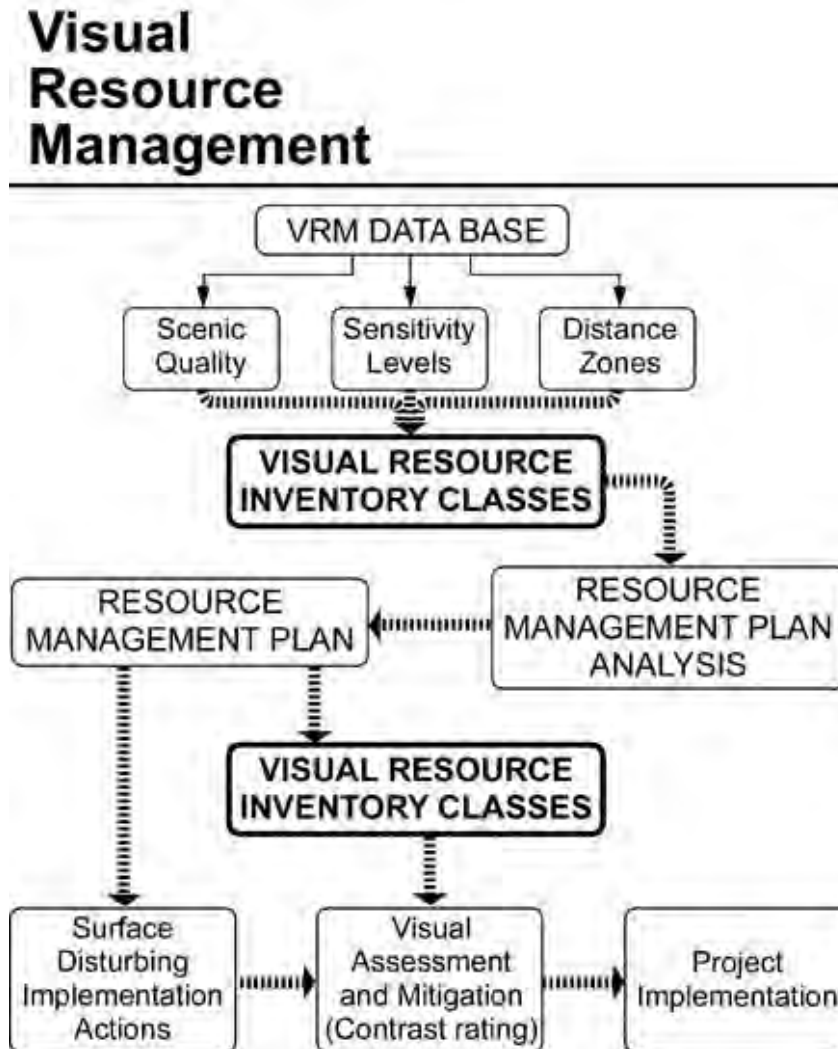 Visual
Resource
Management
VRM DATA BASE
Scenic
Quality
Sensitivity
Levels
Distance
Zones
VISUAL RESOURCE
INVENTORY CLASSES
RESOURCE
MANAGEMENT PLAN
ANALYSIS
RESOURCE
MANAGEMENT PLAN
VISUAL RESOURCE
INVENTORY CLASSES
Surface
Disturbing
Implementation
Actions
Visual
Assessment
and Mitigation
(Contrast rating)
Project
Implementation